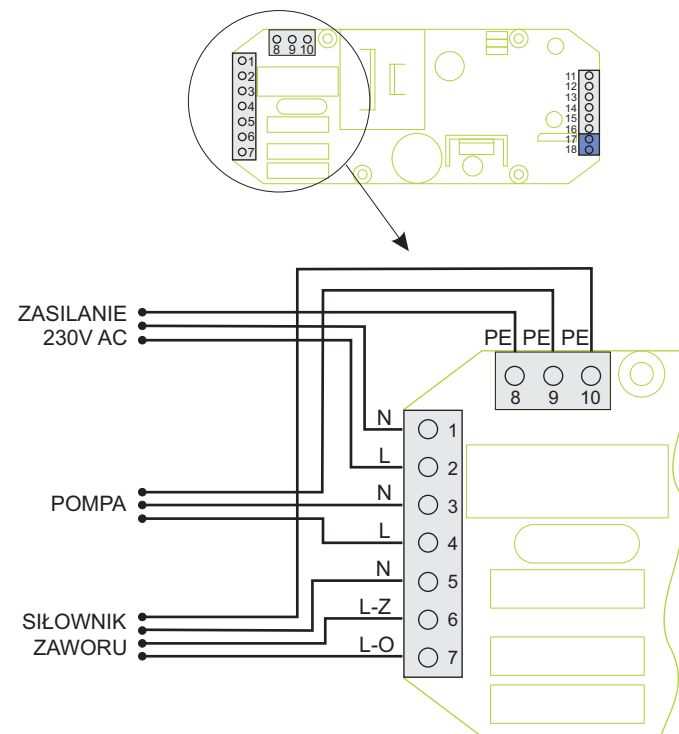 8 9 10
1
2
3
4
5
6
7
11
12
13
14
15
16
17
18
ZASILANIE
230V AC
PE PE PE
8 9 10
N 1
L 2
POMPA
N 3
L 4
N 5
SIŁOWNIK
ZAWORU
L-Z 6
L-O 7